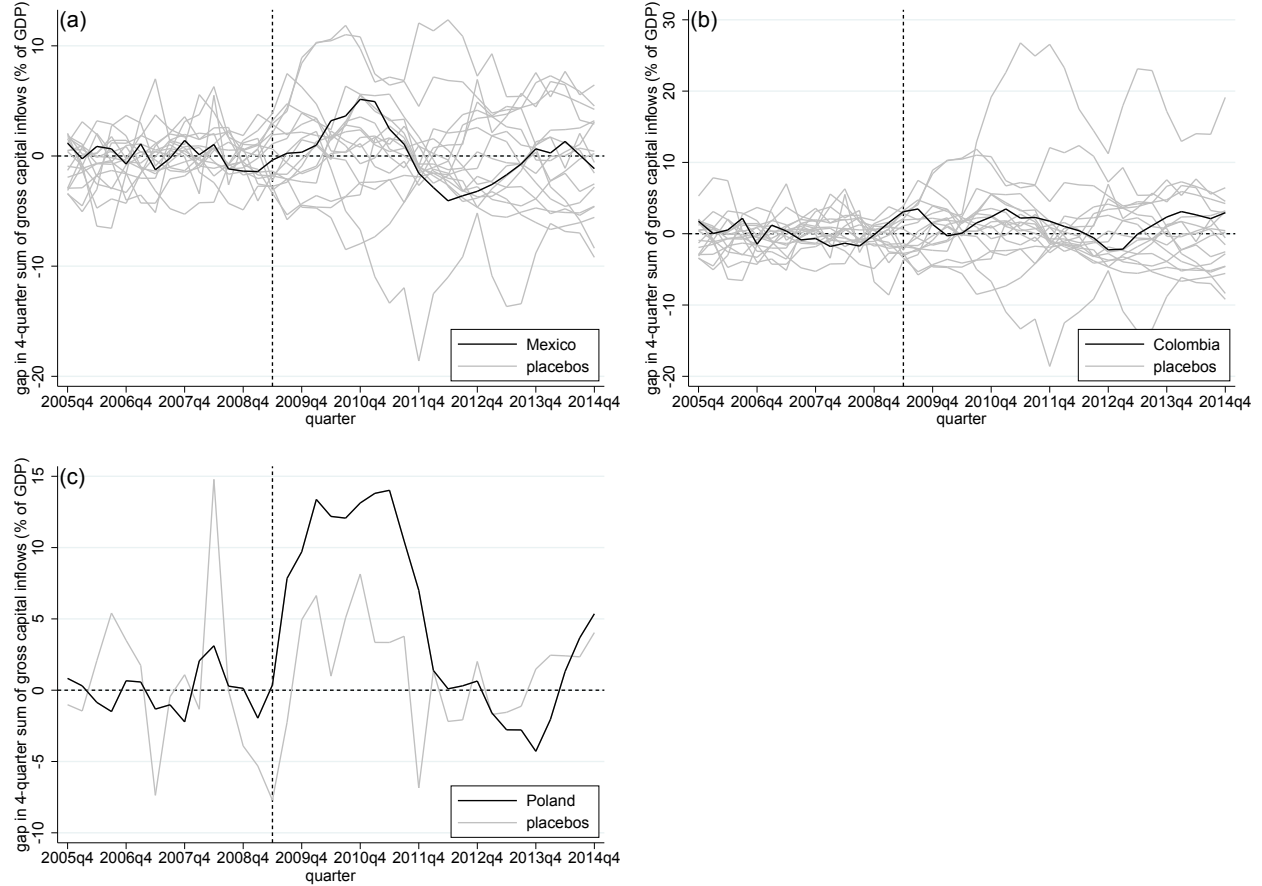 (a)
gap in 4-quarter sum of gross capital inflows (% of GDP)
10
0
-10
-20
Mexico
placebos
2005q4 2006q4 2007q4 2008q4 2009q4 2010q4 2011q4 2012q4 2013q4 2014q4
quarter
(b)
gap in 4-quarter sum of gross capital inflows (% of GDP)
30
20
10
0
-10
-20
Colombia
placebos
2005q4 2006q4 2007q4 2008q4 2009q4 2010q4 2011q4 2012q4 2013q4 2014q4
quarter
(c)
gap in 4-quarter sum of gross capital inflows (% of GDP)
15
10
5
0
-5
-10
Poland
placebos
2005q4 2006q4 2007q4 2008q4 2009q4 2010q4 2011q4 2012q4 2013q4 2014q4
quarter